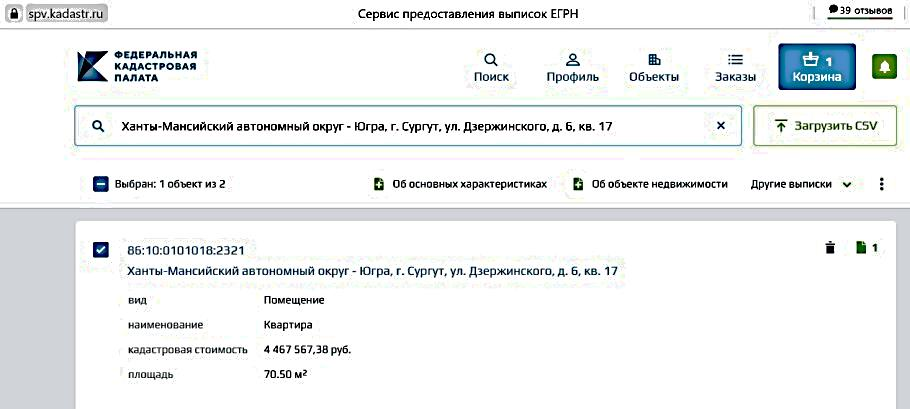 spv.kadastr.ru
Сервис предоставления выписок ЕГРН
39 отзывов
ФЕДЕРАЛЬНАЯ
КАДАСТРОВАЯ
ПАЛАТА
Поиск
Профиль
Объекты
Заказы
1
Корзина
Ханты-Мансийский автономный округ - Югра, г. Сургут, ул. Дзержинского, д. 6, кв. 17
Загрузить CSV
Выбран: 1 объект из 2
Об основных характеристиках
Об объекте недвижимости
Другие выписки
86:10:0101018:2321
1
Ханты-Мансийский автономный округ - Югра, г. Сургут, ул. Дзержинского, д. 6, кв. 17
вид Помещение
наименование Квартира
кадастровая стоимость 4 467 567,38 руб.
площадь 70.50 м²